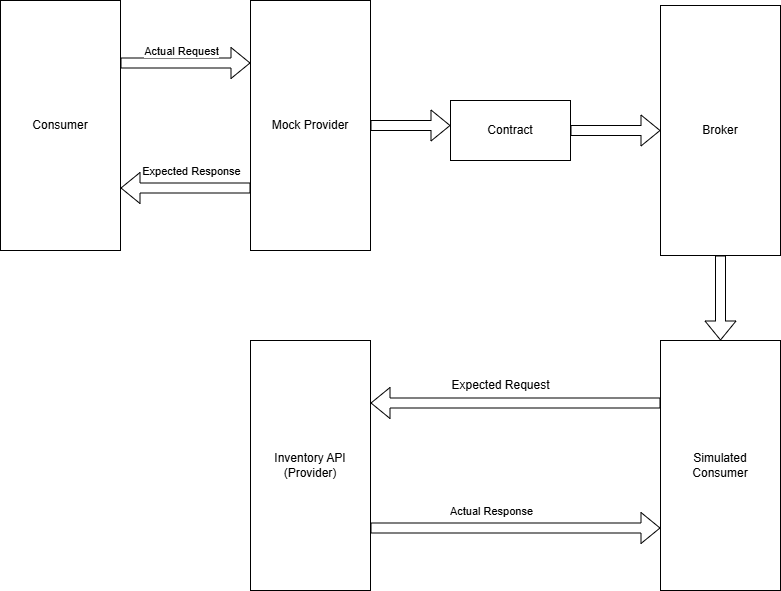 Actual Request
Consumer
Mock Provider
Contract
Broker
Expected Response
Expected Request
Inventory API
(Provider)
Simulated
Consumer
Actual Response